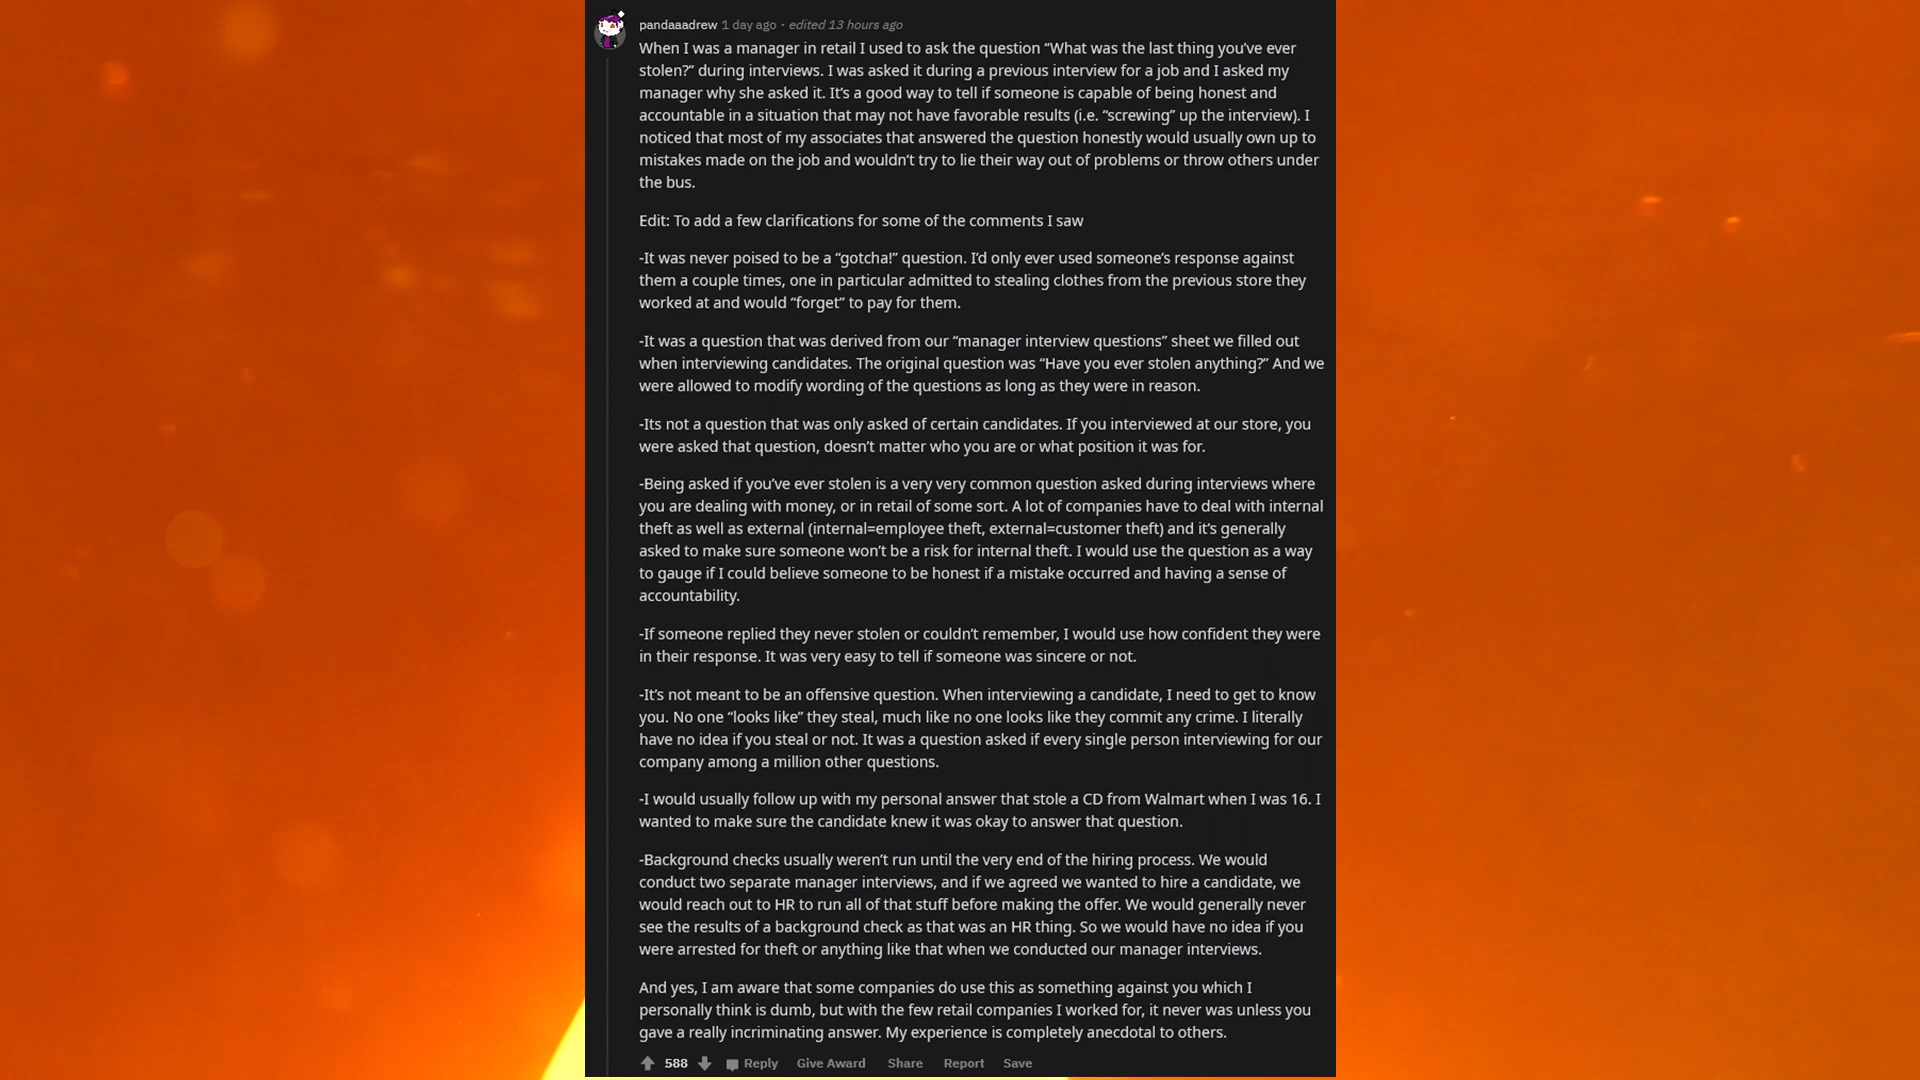 pandaaadrew 1 day ago · edited 13 hours ago
When I was a manager in retail I used to ask the question “What was the last thing you’ve ever
stolen?” during interviews. I was asked it during a previous interview for a job and I asked my
manager why she asked it. It’s a good way to tell if someone is capable of being honest and
accountable in a situation that may not have favorable results (i.e. “screwing” up the interview). I
noticed that most of my associates that answered the question honestly would usually own up to
mistakes made on the job and wouldn’t try to lie their way out of problems or throw others under
the bus.
Edit: To add a few clarifications for some of the comments I saw
-It was never poised to be a “gotcha!” question. I’d only ever used someone’s response against
them a couple times, one in particular admitted to stealing clothes from the previous store they
worked at and would “forget” to pay for them.
-It was a question that was derived from our “manager interview questions” sheet we filled out
when interviewing candidates. The original question was “Have you ever stolen anything?” And we
were allowed to modify wording of the questions as long as they were in reason.
-Its not a question that was only asked of certain candidates. If you interviewed at our store, you
were asked that question, doesn’t matter who you are or what position it was for.
-Being asked if you’ve ever stolen is a very very common question asked during interviews where
you are dealing with money, or in retail of some sort. A lot of companies have to deal with internal
theft as well as external (internal=employee theft, external=customer theft) and it’s generally
asked to make sure someone won’t be a risk for internal theft. I would use the question as a way
to gauge if I could believe someone to be honest if a mistake occurred and having a sense of
accountability.
-If someone replied they never stolen or couldn’t remember, I would use how confident they were
in their response. It was very easy to tell if someone was sincere or not.
-It’s not meant to be an offensive question. When interviewing a candidate, I need to get to know
you. No one “looks like” they steal, much like no one looks like they commit any crime. I literally
have no idea if you steal or not. It was a question asked if every single person interviewing for our
company among a million other questions.
-I would usually follow up with my personal answer that stole a CD from Walmart when I was 16. I
wanted to make sure the candidate knew it was okay to answer that question.
-Background checks usually weren’t run until the very end of the hiring process. We would
conduct two separate manager interviews, and if we agreed we wanted to hire a candidate, we
would reach out to HR to run all of that stuff before making the offer. We would generally never
see the results of a background check as that was an HR thing. So we would have no idea if you
were arrested for theft or anything like that when we conducted our manager interviews.
And yes, I am aware that some companies do use this as something against you which I
personally think is dumb, but with the few retail companies I worked for, it never was unless you
gave a really incriminating answer. My experience is completely anecdotal to others.
588 Reply Give Award Share Report Save